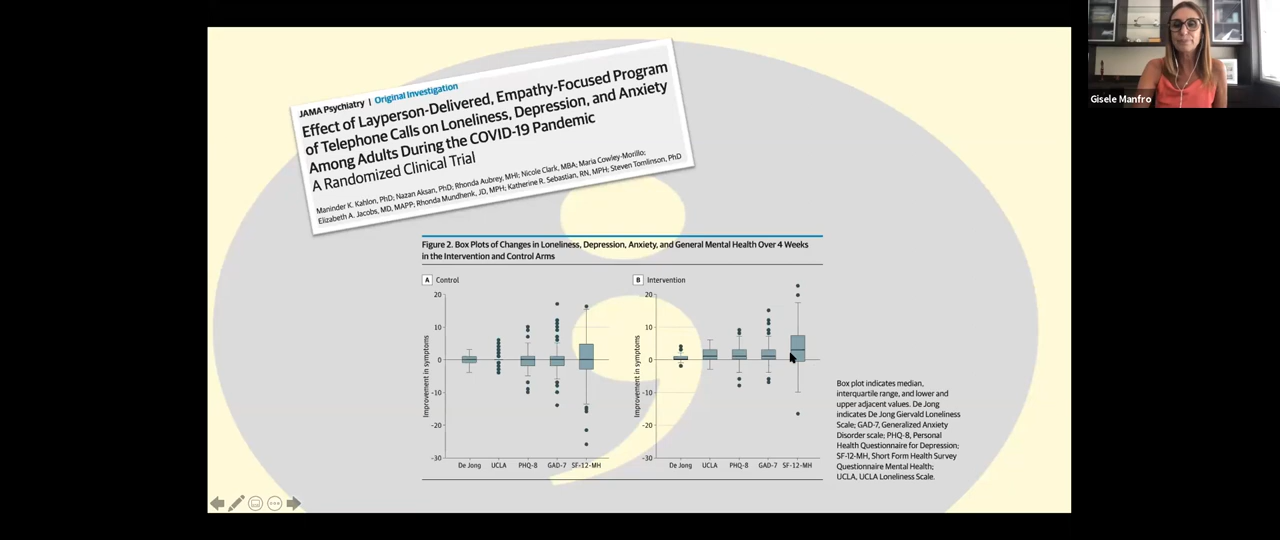 JAMA Psychiatry | Original Investigation
Effect of Layperson-Delivered, Empathy-Focused Program
of Telephone Calls on Loneliness, Depression, and Anxiety
Among Adults During the COVID-19 Pandemic
A Randomized Clinical Trial
Maninder K. Kahlon, PhD; Nazan Aksan, PhD; Rhonda Aubrey, MHI; Nicole Clark, MBA; Maria Cowley-Morillo;
Elizabeth A. Jacobs, MD, MAPP; Rhonda Mundhenk, JD, MPH; Katherine R. Sebastian, RN, MPH; Steven Tomlinson, PhD
Gisele Manfro
Figure 2. Box Plots of Changes in Loneliness, Depression, Anxiety, and General Mental Health Over 4 Weeks
in the Intervention and Control Arms
A Control
20
10
0
-10
-20
-30
Improvement in symptoms
De Jong UCLA PHQ-8 GAD-7 SF-12-MH
B Intervention
20
10
0
-10
-20
-30
Improvement in symptoms
De Jong UCLA PHQ-8 GAD-7 SF-12-MH
Box plot indicates median,
interquartile range, and lower and
upper adjacent values. De Jong
indicates De Jong Giervald Loneliness
Scale; GAD-7, Generalized Anxiety
Disorder scale; PHQ-8, Personal
Health Questionnaire for Depression;
SF-12-MH, Short Form Health Survey
Questionnaire Mental Health;
UCLA, UCLA Loneliness Scale.